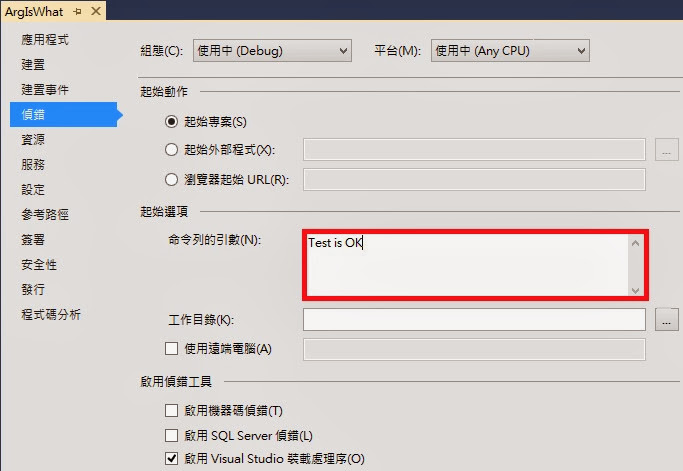 ArgIsWhat
應用程式
建置
建置事件
偵錯
資源
服務
設定
參考路徑
簽署
安全性
發行
程式碼分析
組態(C): 使用中 (Debug) 平台(M): 使用中 (Any CPU)
起始動作
起始專案(S)
起始外部程式(X): ...
瀏覽器起始 URL(R):
起始選項
命令列的引數(N): Test is OK
工作目錄(K): ...
使用遠端電腦(A)
啟用偵錯工具
啟用機器碼偵錯(T)
啟用 SQL Server 偵錯(L)
啟用 Visual Studio 裝載處理序(O)